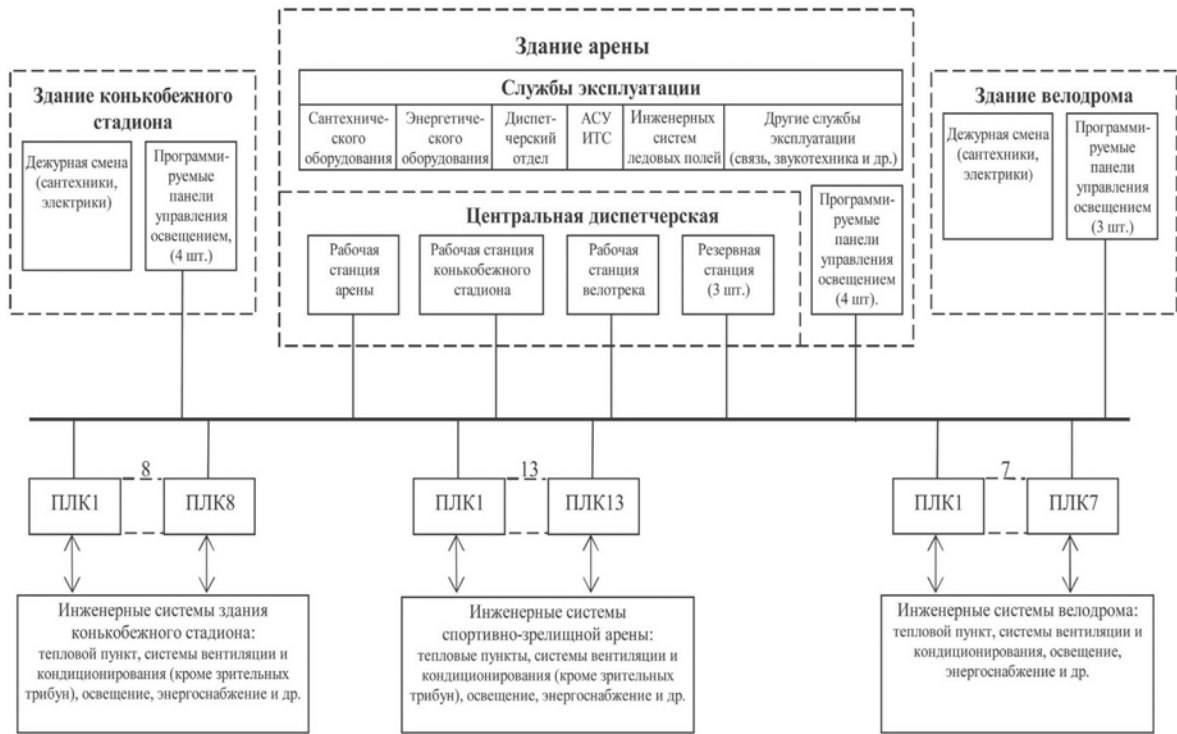 Здание арены
Службы эксплуатации
Сантехниче-
ского
оборудования
Энергетиче-
ского
оборудования
Диспет-
черский
отдел
АСУ
ИТС
Инженерных
систем
ледовых полей
Другие службы
эксплуатации
(связь, звукотехника и др.)
Здание конькобежного
стадиона
Дежурная смена
(сантехники,
электрики)
Программи-
руемые
панели
управления
освещением,
(4 шт.)
Центральная диспетчерская
Рабочая
станция
арены
Рабочая станция
конькобежного
стадиона
Рабочая
станция
велотрека
Резервная
станция
(3 шт.)
Программи-
руемые
панели
управления
освещением
(4 шт).
Здание велодрома
Дежурная смена
(сантехники,
электрики)
Программи-
руемые
панели
управления
освещением
(3 шт.)
8
ПЛК1
ПЛК8
13
ПЛК1
ПЛК13
7
ПЛК1
ПЛК7
Инженерные системы здания
конькобежного стадиона:
тепловой пункт, системы вентиляции и
кондиционирования (кроме зрительных
трибун), освещение, энергоснабжение и др.
Инженерные системы
спортивно-зрелищной арены:
тепловые пункты, системы вентиляции и
кондиционирования (кроме зрительных
трибун), освещение, энергоснабжение и др.
Инженерные системы велодрома:
тепловой пункт, системы вентиляции и
кондиционирования, освещение,
энергоснабжение и др.